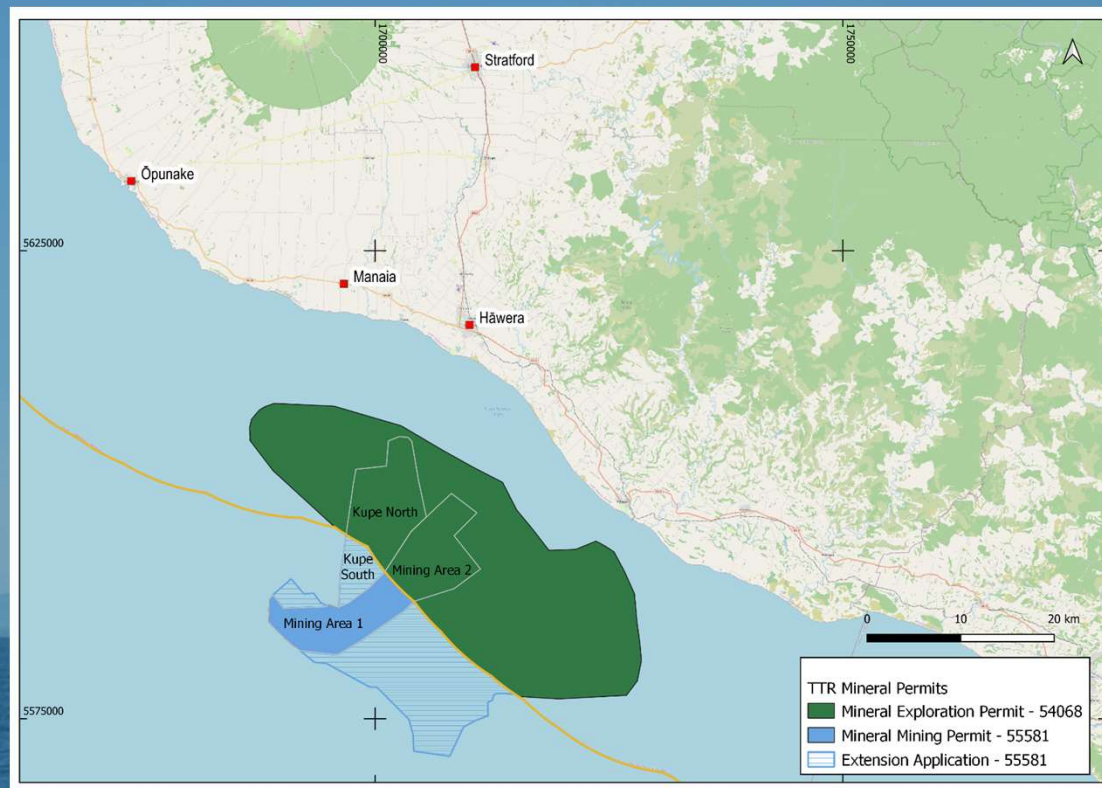 1700000
1750000
Stratford
Ōpunake
5625000
Manaia
Hāwera
Kupe North
Kupe
South
Mining Area 2
Mining Area 1
0 10 20 km
5575000
TTR Mineral Permits
Mineral Exploration Permit - 54068
Mineral Mining Permit - 55581
Extension Application - 55581